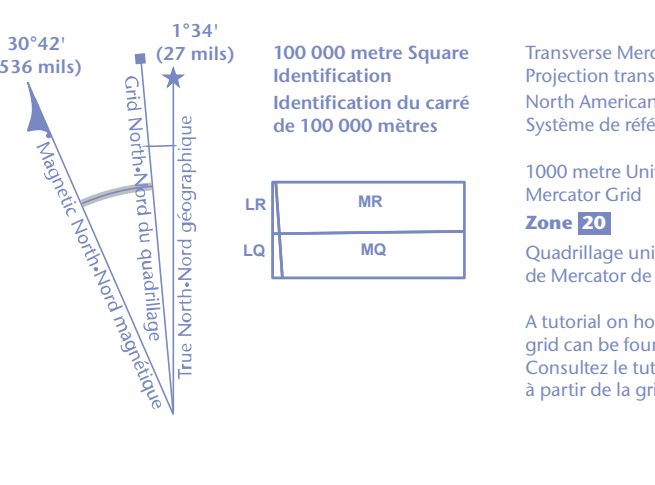 30°42'
536 mils)
1°34'
(27 mils)
Magnetic North•Nord magnétique
Grid North•Nord du quadrillage
True North•Nord géographique
100 000 metre Square
Identification
Identification du carré
de 100 000 mètres
LR
MR
LQ
MQ
Transverse Merc
Projection trans
North American
Système de réfé
1000 metre Uni
Mercator Grid
Zone 20
Quadrillage uni
de Mercator de
A tutorial on ho
grid can be four
Consultez le tut
à partir de la gri